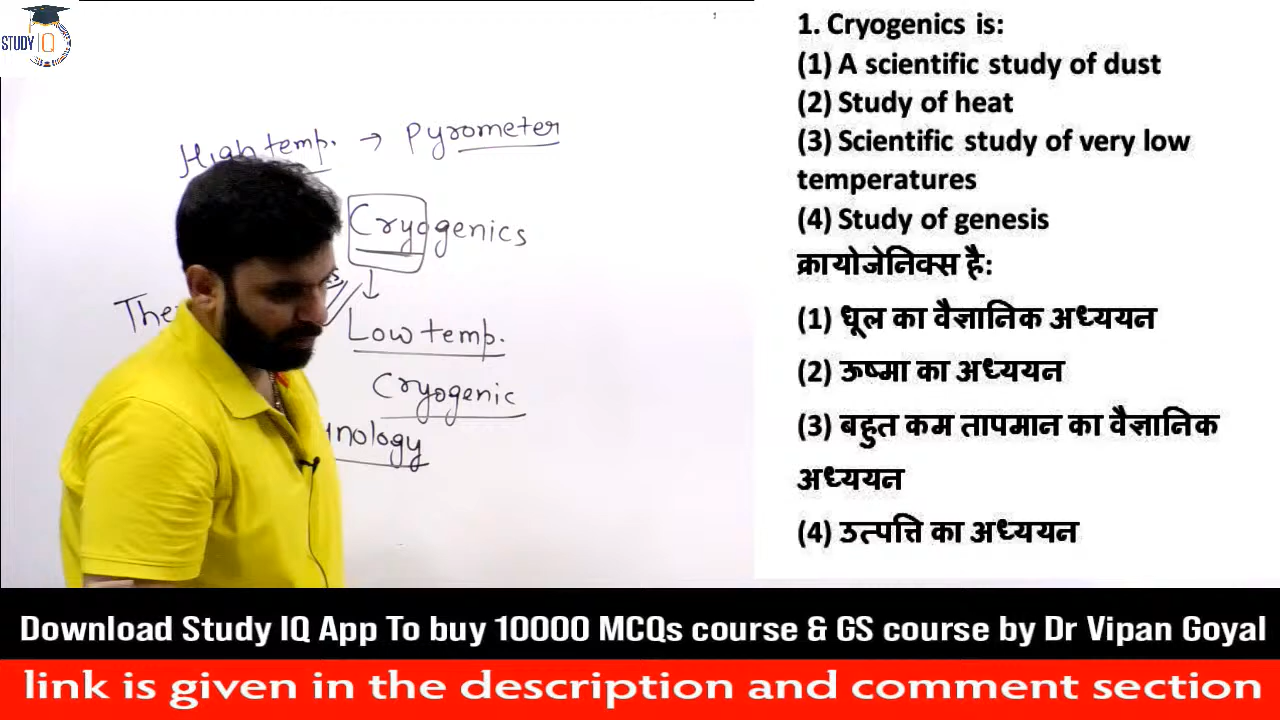 STUDY IQ
High temp. → Pyrometer
Cryogenics
Low temp.
Cryogenic
1. Cryogenics is:
(1) A scientific study of dust
(2) Study of heat
(3) Scientific study of very low
temperatures
(4) Study of genesis
क्रायोजेनिक्स है:
(1) धूल का वैज्ञानिक अध्ययन
(2) ऊष्मा का अध्ययन
(3) बहुत कम तापमान का वैज्ञानिक
अध्ययन
(4) उत्पत्ति का अध्ययन
Download Study IQ App To buy 10000 MCQs course & GS course by Dr Vipan Goyal
link is given in the description and comment section